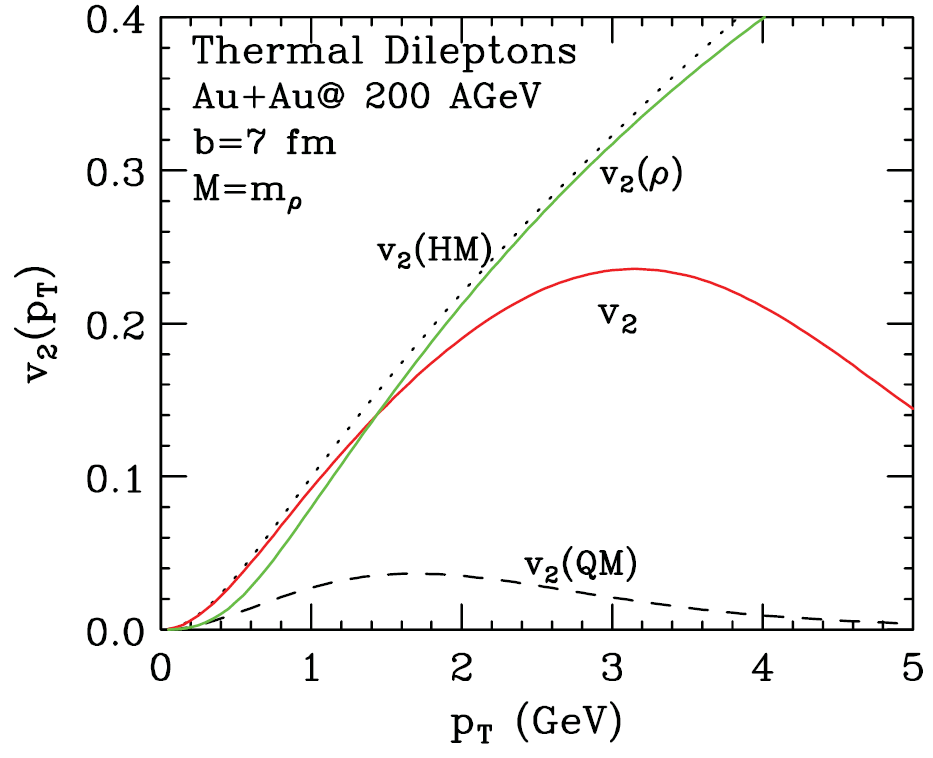 Thermal Dileptons
Au+Au@ 200 AGeV
b=7 fm
M=mρ
v2(ρ)
v2(HM)
v2
v2(QM)
v2(pT)
0.4
0.3
0.2
0.1
0.0
0 1 2 3 4 5
pT (GeV)